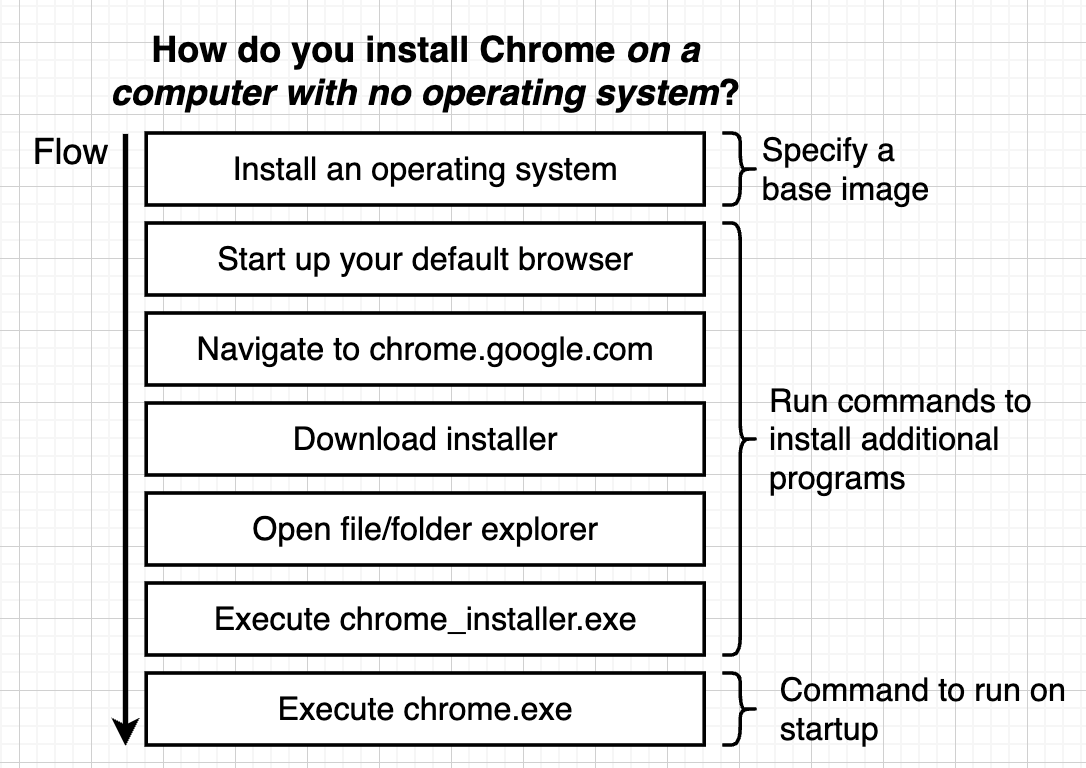 How do you install Chrome on a
computer with no operating system?
Flow
Install an operating system
Specify a
base image
Start up your default browser
Navigate to chrome.google.com
Download installer
Open file/folder explorer
Execute chrome_installer.exe
Run commands to
install additional
programs
Execute chrome.exe
Command to run on
startup